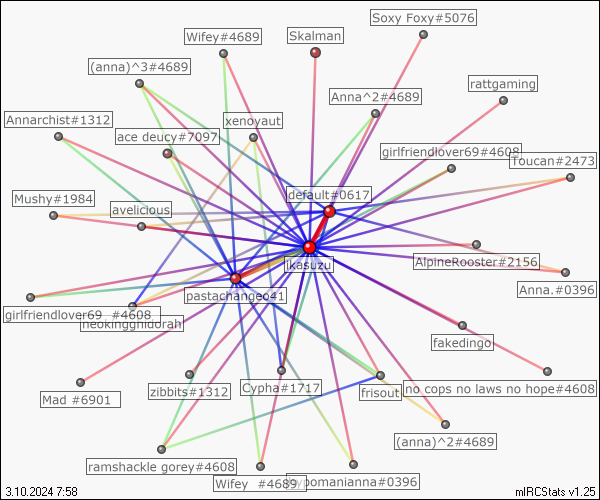 Soxy Foxy#5076
Wifey#4689
Skalman
(anna)^3#4689
rattgaming
Anna^2#4689
Annarchist#1312
xenoyaut
ace deucy#7097
girlfriendlover69#4608
Toucan#2473
default#0617
Mushy#1984
avelicious
ikasuzu
AlpineRooster#2156
Anna.#0396
pastachange041
girlfriendlover69_#4608
neokingghidorah
fakedingo
zibbits#1312
Cypha#1717
frisout
no cops no laws no hope#4608
Mad #6901
(anna)^2#4689
ramshackle gorey#4608
Wifey #4689
ypomanianna#0396
3.10.2024 7:58
mIRCStats v1.25